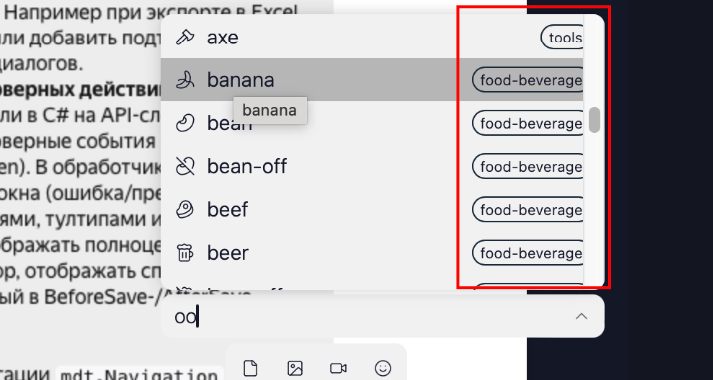 Например при экспорте в Excel
или добавить подт
диалогов.
оверных действи
ли в C# на API-сл
оверные события
en). В обработчик
окна (ошибка/пре
ями, тултипами и
бражать полноце
ор, отображать сп
ый в BeforeSave-/AfterSave
тации mdt.Navigation
axe tools
banana food-beverage
banana
bean food-beverage
bean-off food-beverage
beef food-beverage
beer food-beverage
oo